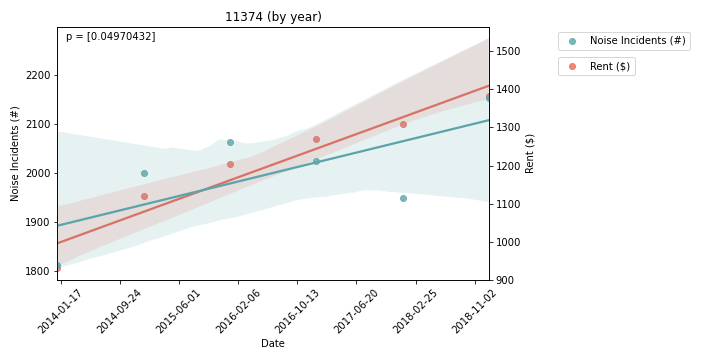 11374 (by year)
p = [0.04970432]
Noise Incidents (#)
Rent ($)
2200
2100
2000
1900
1800
Noise Incidents (#)
1500
1400
1300
1200
1100
1000
900
Rent ($)
2014-01-17
2014-09-24
2015-06-01
2016-02-06
2016-10-13
2017-06-20
2018-02-25
2018-11-02
Date